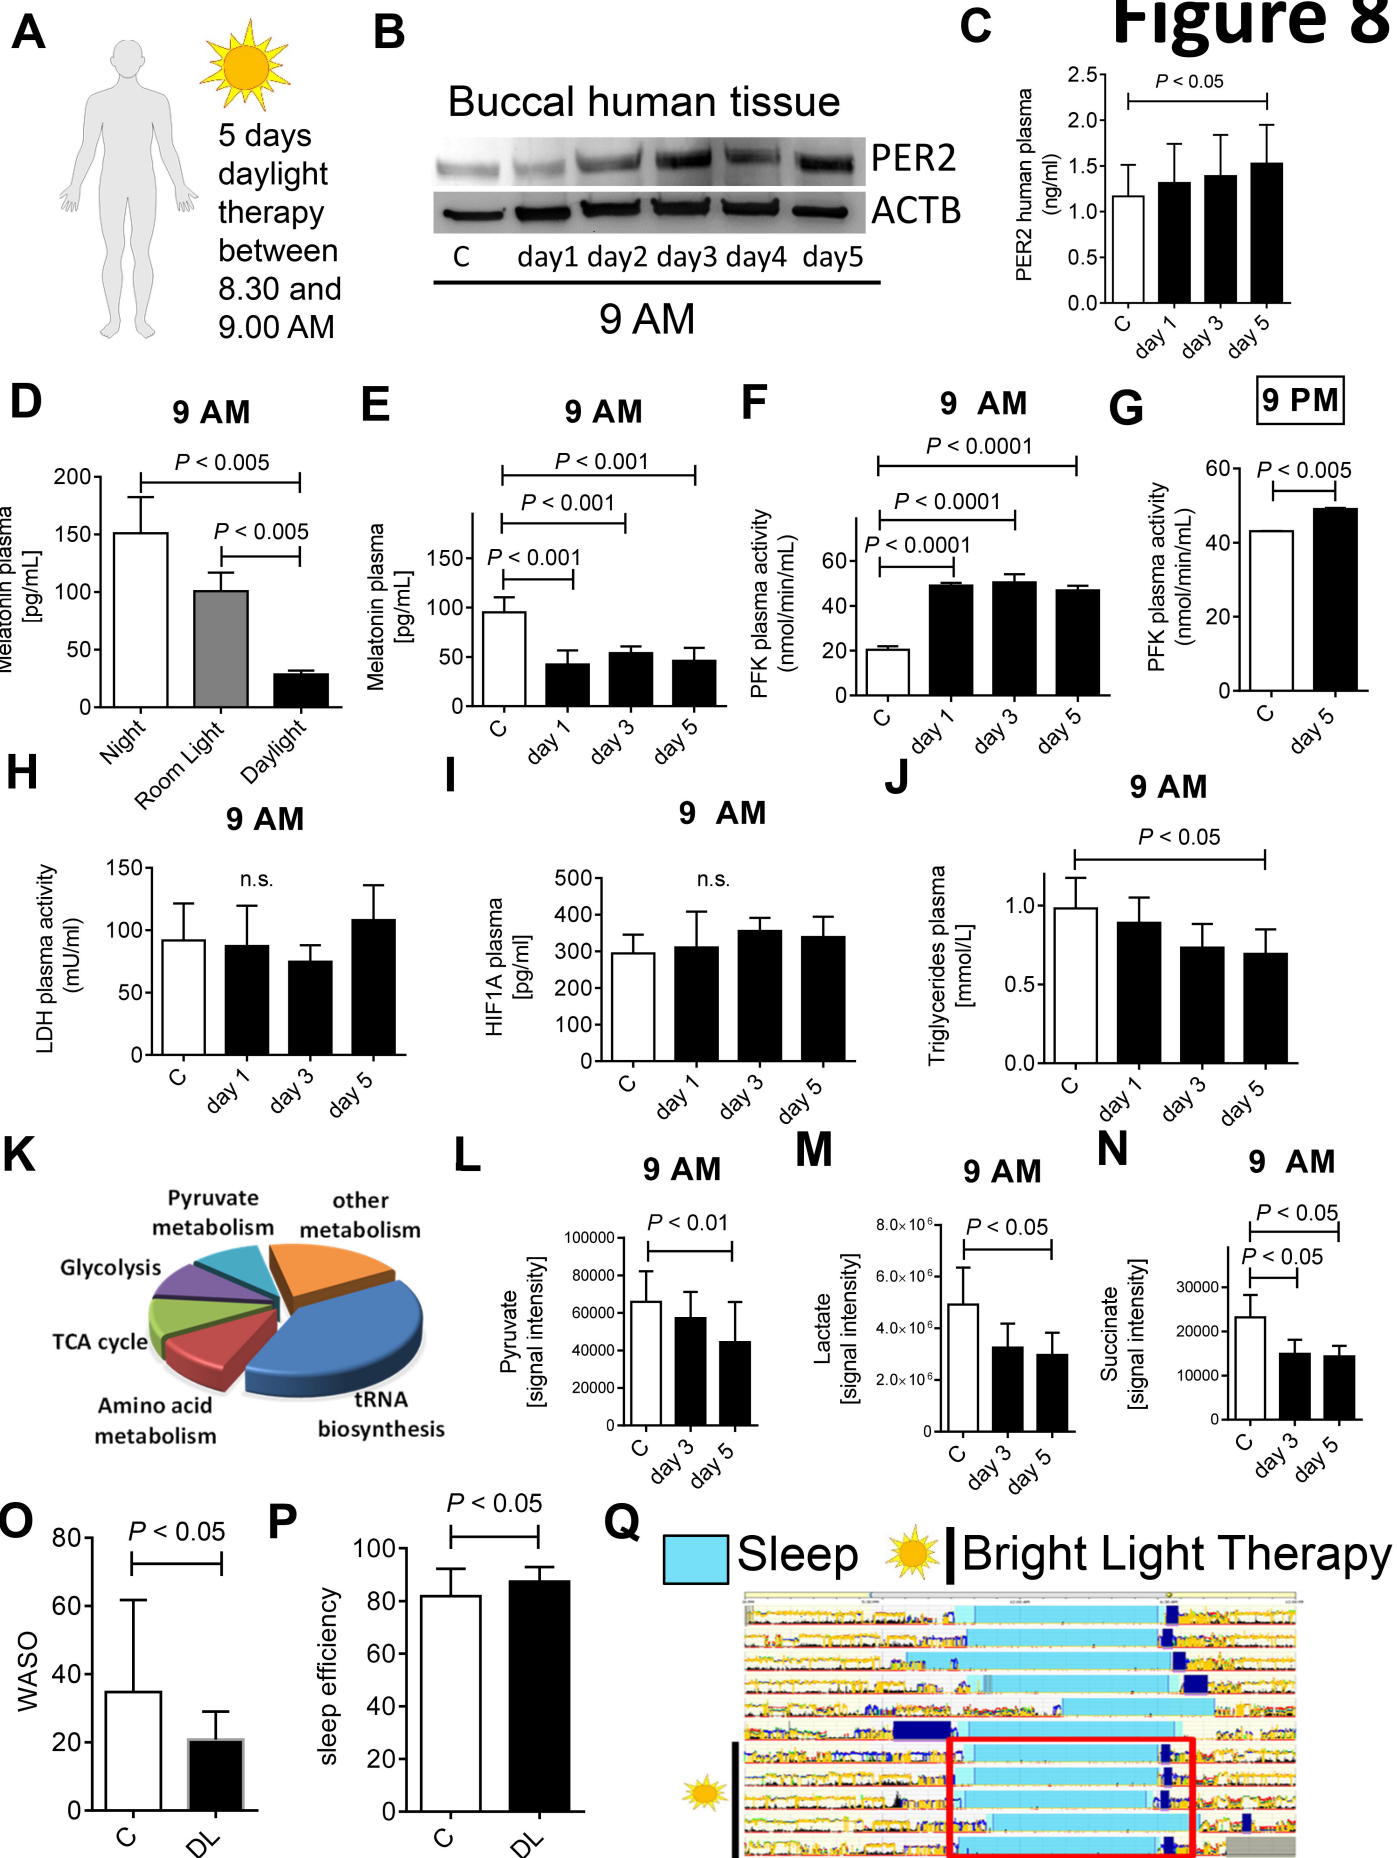 Figure 8
A
5 days
daylight
therapy
between
8.30 and
9.00 AM
B
Buccal human tissue
PER2
ACTB
C day1 day2 day3 day4 day5
9 AM
C
PER2 human plasma
(ng/ml)
2.5
2.0
1.5
1.0
0.5
0.0
P < 0.05
C
day 1
day 3
day 5
D
9 AM
Melatonin plasma
[pg/mL]
200
150
100
50
0
P < 0.005
P < 0.005
Night
Room Light
Daylight
E
9 AM
Melatonin plasma
[pg/mL]
150
100
50
0
P < 0.001
P < 0.001
P < 0.001
C
day 1
day 3
day 5
F
9 AM
PFK plasma activity
(nmol/min/mL)
60
40
20
0
P < 0.0001
P < 0.0001
P < 0.0001
C
day 1
day 3
day 5
G
9 PM
PFK plasma activity
(nmol/min/mL)
60
40
20
0
P < 0.005
C
day 5
H
9 AM
LDH plasma activity
(mU/ml)
150
100
50
0
n.s.
C
day 1
day 3
day 5
I
9 AM
HIF1A plasma
[pg/ml]
500
400
300
200
100
0
n.s.
C
day 1
day 3
day 5
J
9 AM
Triglycerides plasma
[mmol/L]
1.0
0.5
0.0
P < 0.05
C
day 1
day 3
day 5
K
Pyruvate
metabolism
other
metabolism
Glycolysis
TCA cycle
Amino acid
metabolism
tRNA
biosynthesis
L
9 AM
Pyruvate
[signal intensity]
100000
80000
60000
40000
20000
0
P < 0.01
C
day 3
day 5
M
9 AM
Lactate
[signal intensity]
8.0×10⁶
6.0×10⁶
4.0×10⁶
2.0×10⁶
0
P < 0.05
C
day 3
day 5
N
9 AM
Succinate
[signal intensity]
30000
20000
10000
0
P < 0.05
P < 0.05
C
day 3
day 5
O
WASO
80
60
40
20
0
P < 0.05
C
DL
P
sleep efficiency
100
80
60
40
20
0
P < 0.05
C
DL
Q
Sleep
Bright Light Therapy